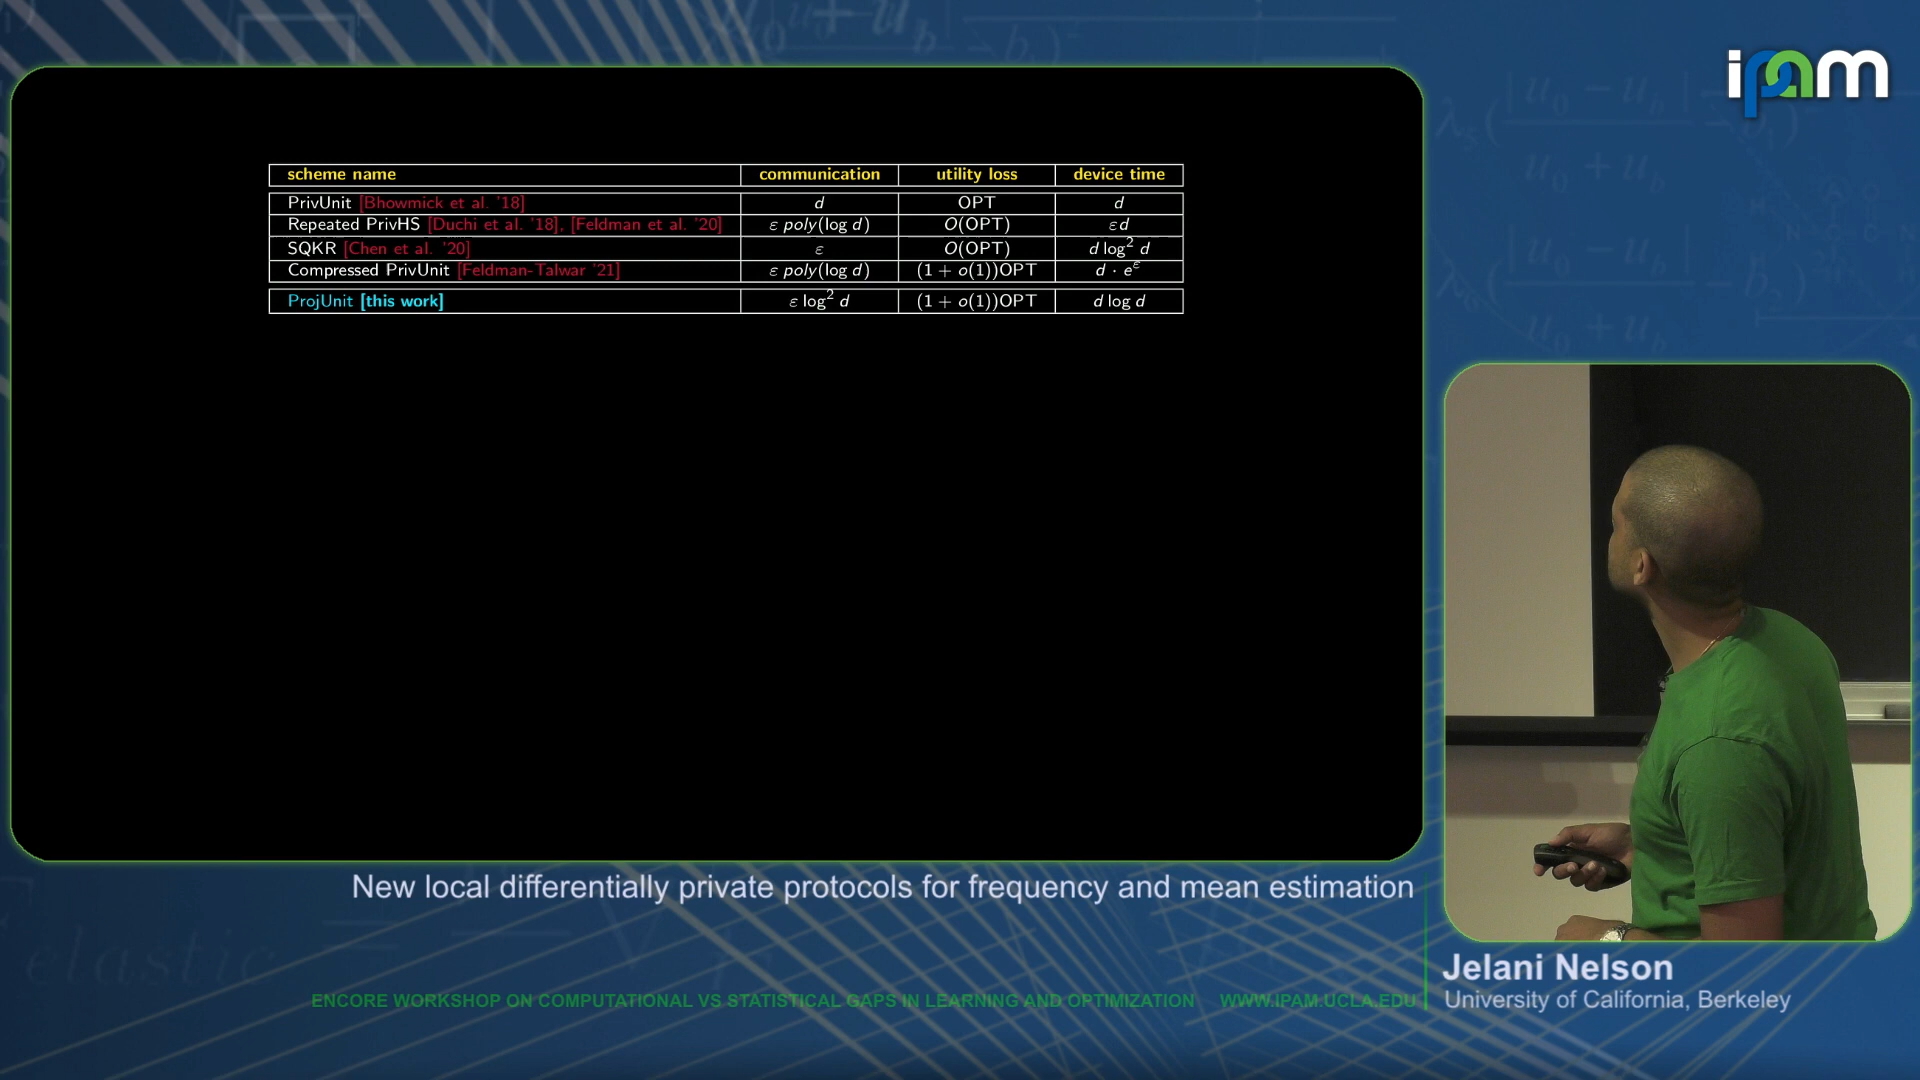 ipam
scheme name communication utility loss device time
PrivUnit [Bhowmick et al. '18] d OPT d
Repeated PrivHS [Duchi et al. '18], [Feldman et al. '20] ε poly(log d) O(OPT) εd
SQKR [Chen et al. '20] ε O(OPT) d log² d
Compressed PrivUnit [Feldman-Talwar '21] ε poly(log d) (1 + o(1))OPT d · e^ε
ProjUnit [this work] ε log² d (1 + o(1))OPT d log d
New local differentially private protocols for frequency and mean estimation
Jelani Nelson
University of California, Berkeley
ENCORE WORKSHOP ON COMPUTATIONAL VS STATISTICAL GAPS IN LEARNING AND OPTIMIZATION WWW.IPAM.UCLA.EDU
elastic